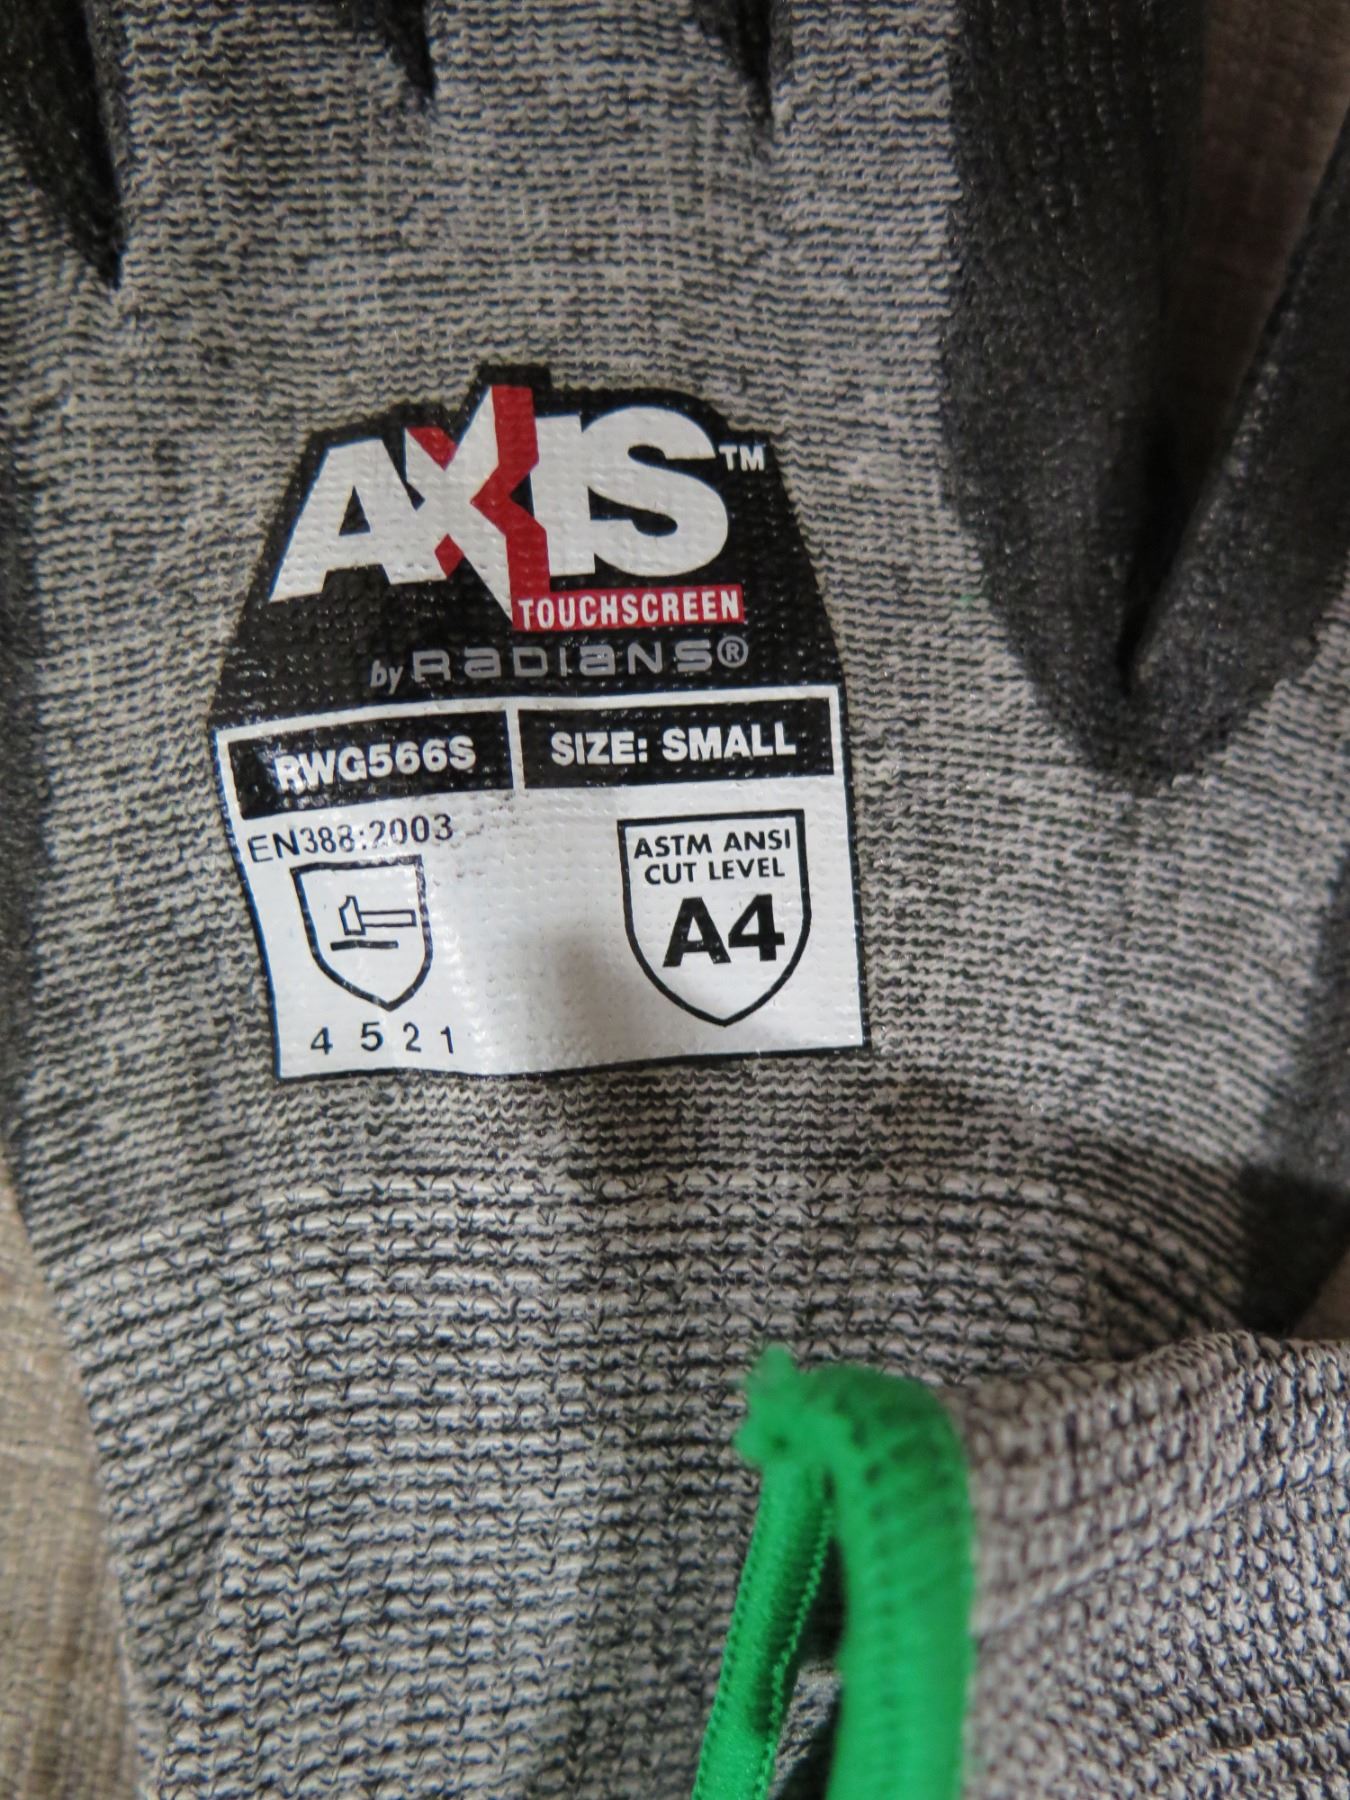 AXIS™
TOUCHSCREEN
by RADIANS®
RWG566S
SIZE: SMALL
EN388:2003
ASTM ANSI
CUT LEVEL
A4
4 5 2 1